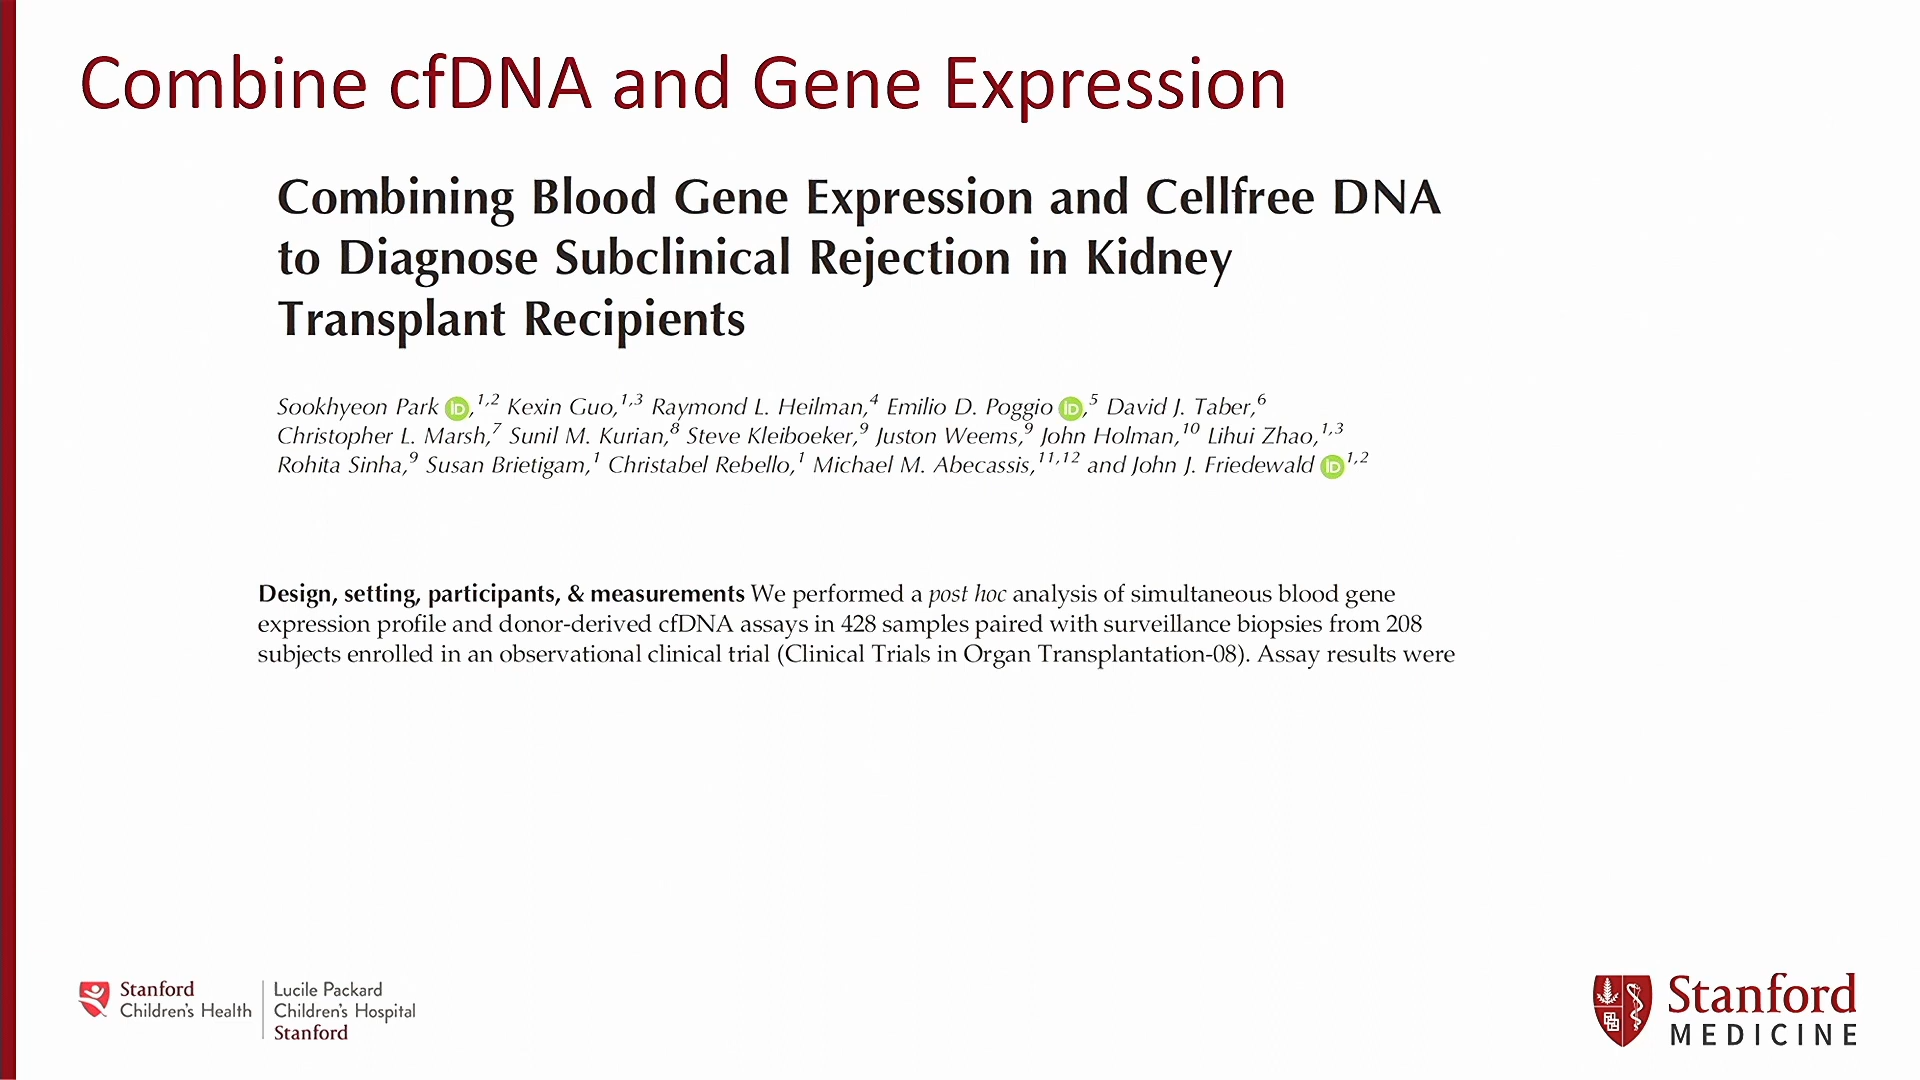 Combine cfDNA and Gene Expression
Combining Blood Gene Expression and Cellfree DNA
to Diagnose Subclinical Rejection in Kidney
Transplant Recipients
Sookhyeon Park iD,1,2 Kexin Guo,1,3 Raymond L. Heilman,4 Emilio D. Poggio iD,5 David J. Taber,6
Christopher L. Marsh,7 Sunil M. Kurian,8 Steve Kleiboeker,9 Juston Weems,9 John Holman,10 Lihui Zhao,1,3
Rohita Sinha,9 Susan Brietigam,1 Christabel Rebello,1 Michael M. Abecassis,11,12 and John J. Friedewald iD1,2
Design, setting, participants, & measurements We performed a post hoc analysis of simultaneous blood gene
expression profile and donor-derived cfDNA assays in 428 samples paired with surveillance biopsies from 208
subjects enrolled in an observational clinical trial (Clinical Trials in Organ Transplantation-08). Assay results were
Stanford
Children's Health
Lucile Packard
Children's Hospital
Stanford
Stanford
MEDICINE